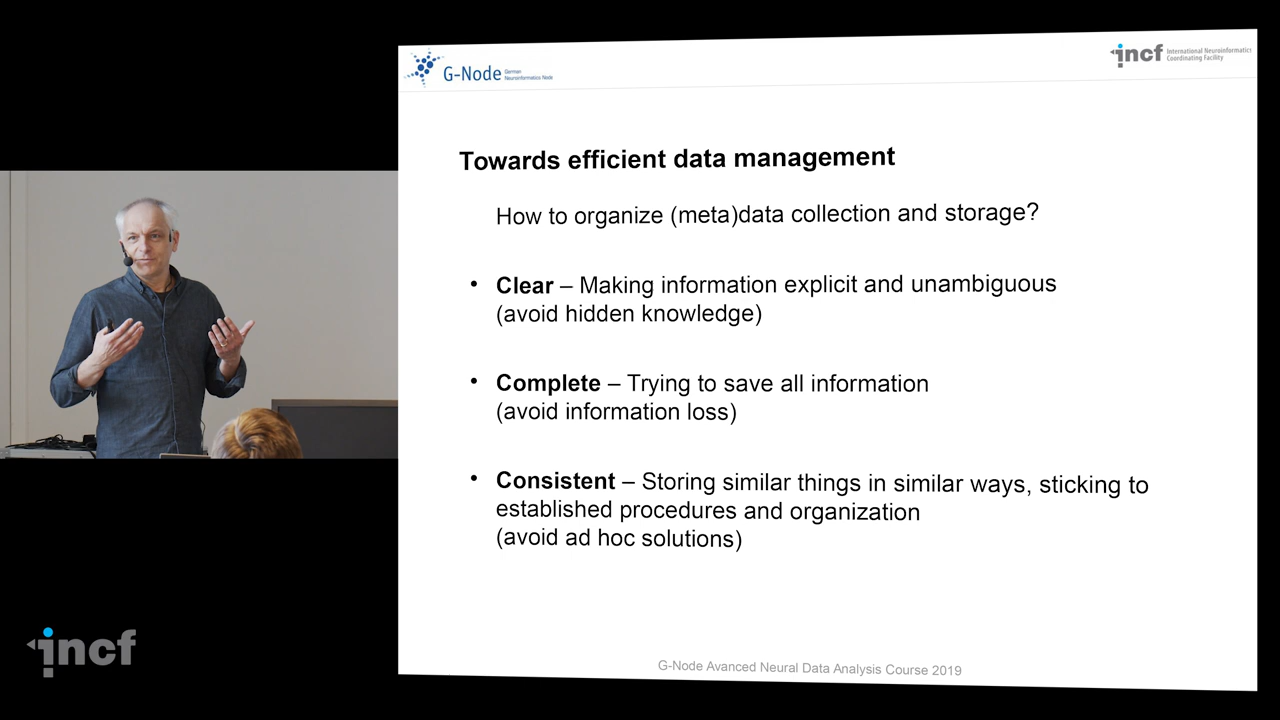 G-Node German
Neuroinformatics Node
incf International Neuroinformatics
Coordinating Facility
Towards efficient data management
How to organize (meta)data collection and storage?
• Clear – Making information explicit and unambiguous
(avoid hidden knowledge)
• Complete – Trying to save all information
(avoid information loss)
• Consistent – Storing similar things in similar ways, sticking to
established procedures and organization
(avoid ad hoc solutions)
G-Node Avanced Neural Data Analysis Course 2019
incf